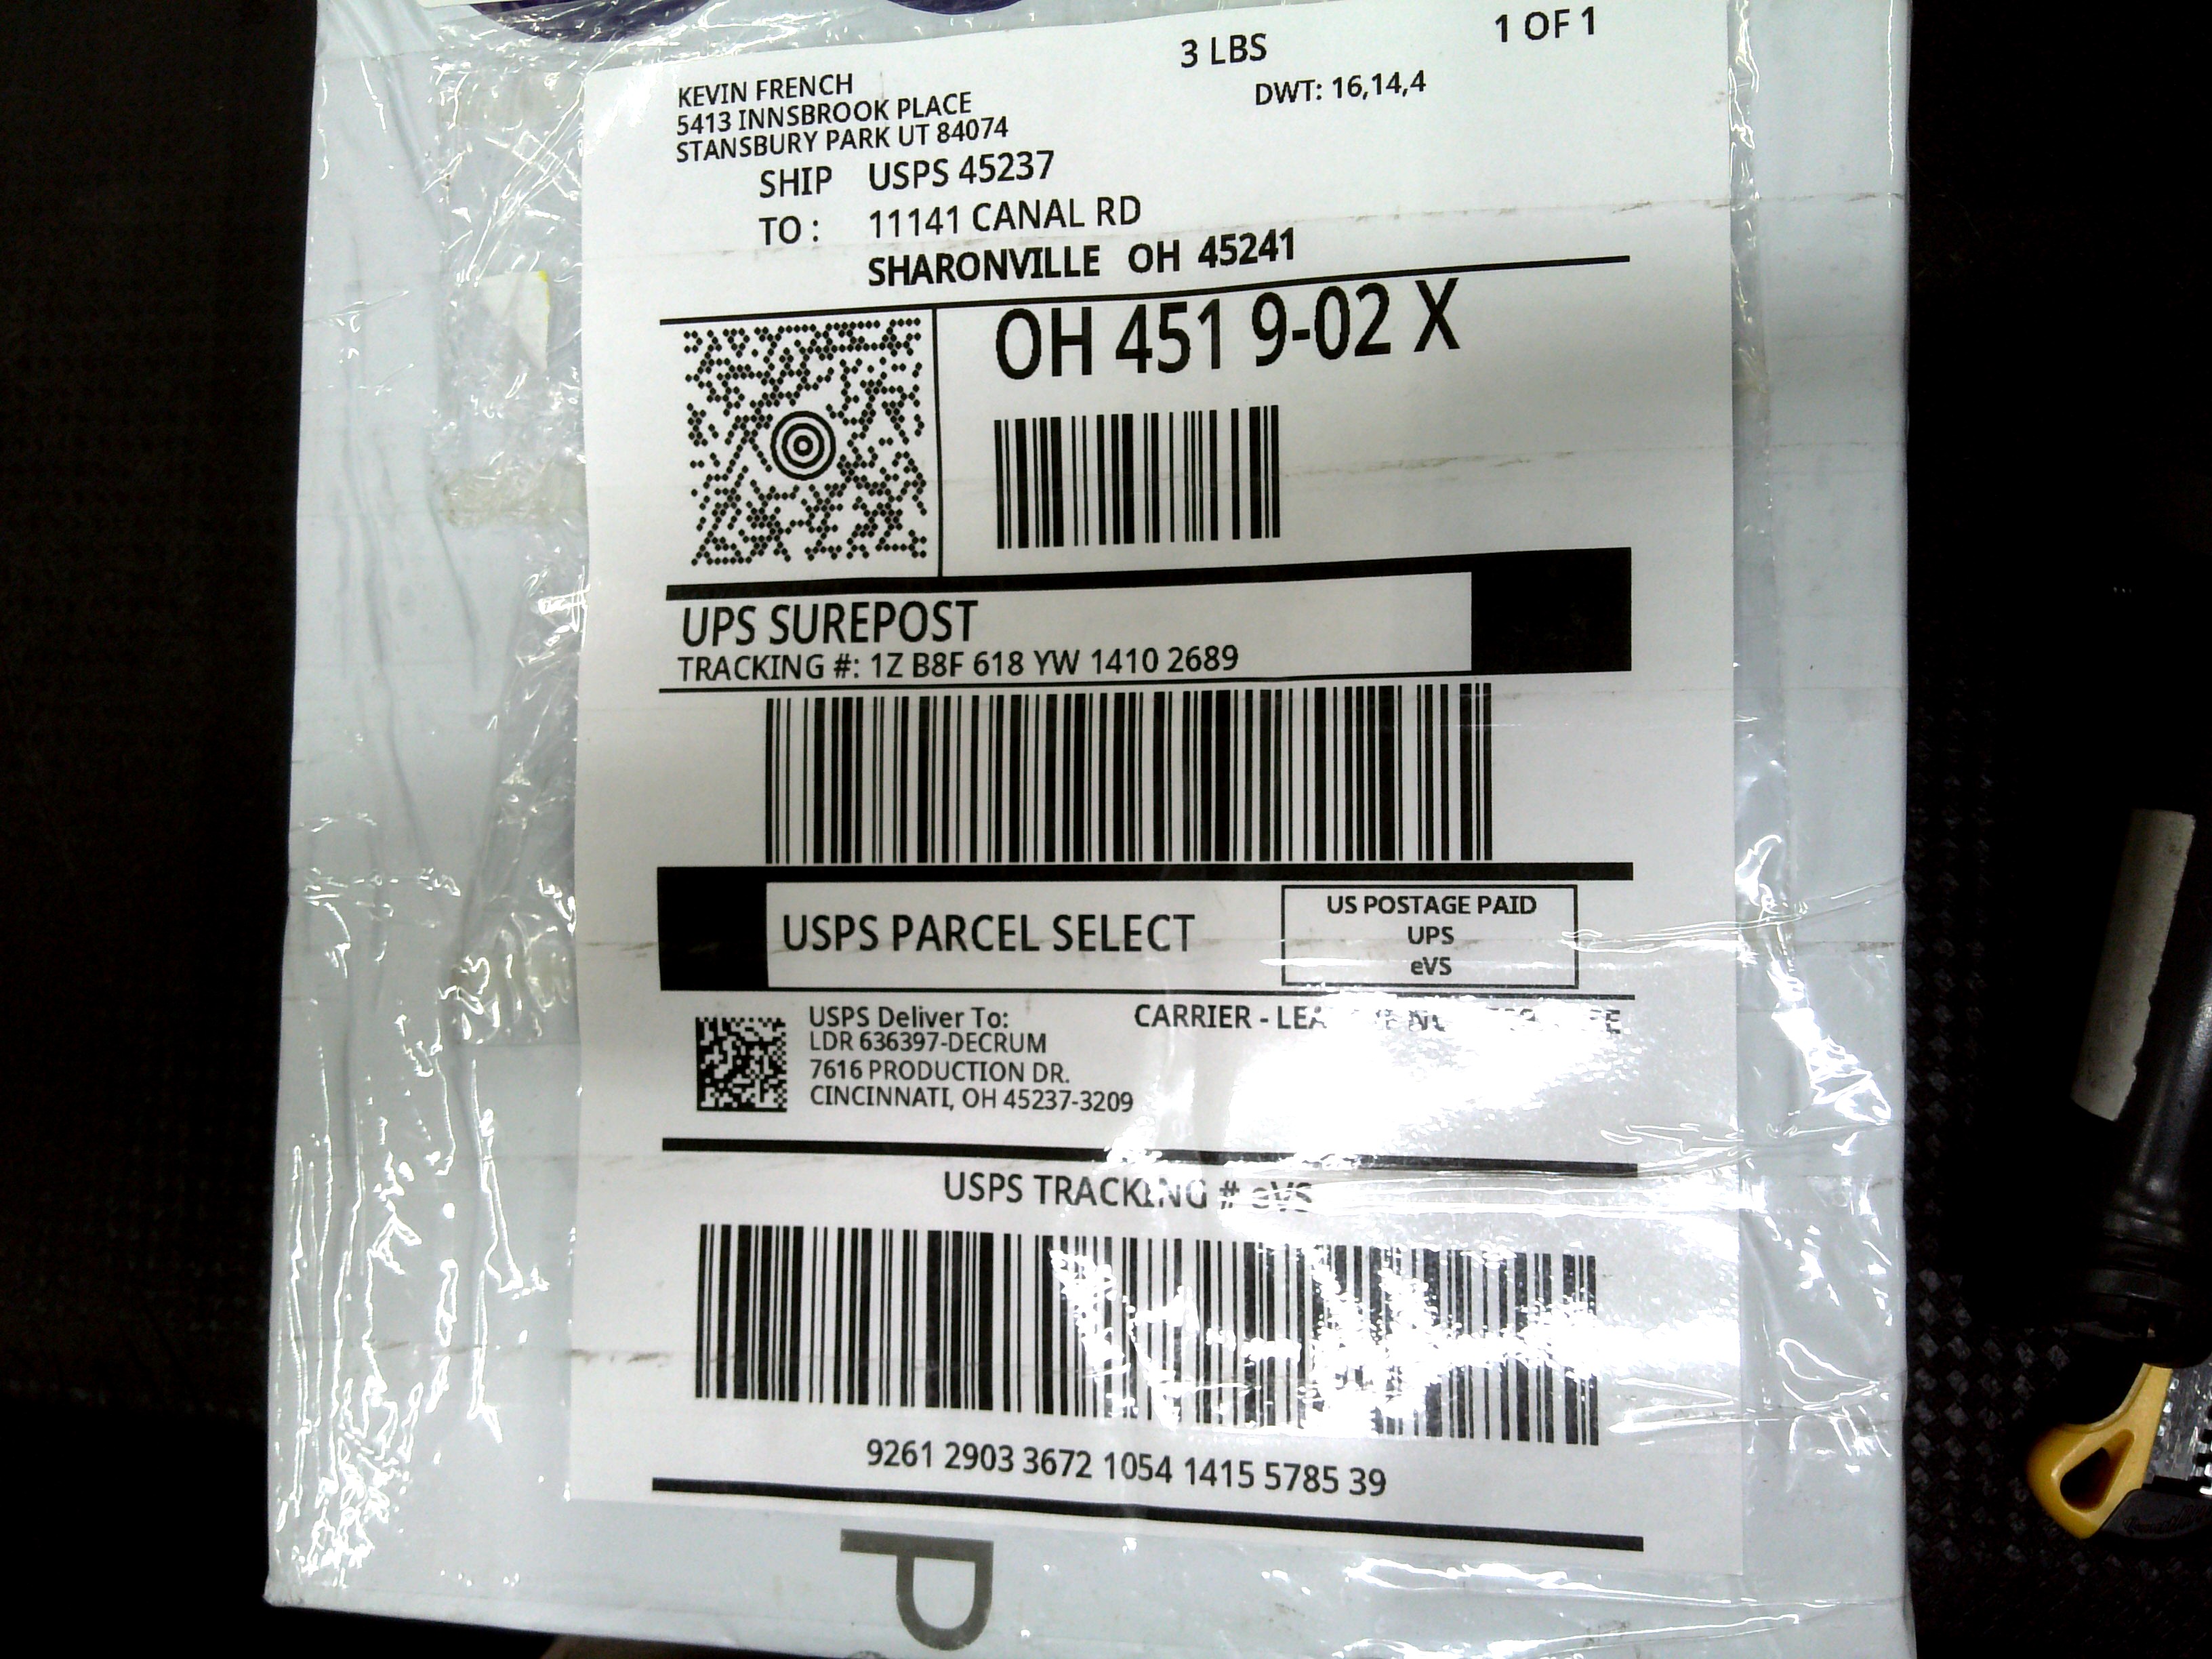 3 LBS
1 OF 1
KEVIN FRENCH
5413 INNSBROOK PLACE
STANSBURY PARK UT 84074
DWT: 16,14,4
SHIP USPS 45237
TO : 11141 CANAL RD
SHARONVILLE OH 45241
OH 451 9-02 X
UPS SUREPOST
TRACKING #: 1Z B8F 618 YW 1410 2689
USPS PARCEL SELECT
US POSTAGE PAID
UPS
eVS
USPS Deliver To:
CARRIER -
LDR 636397-DECRUM
7616 PRODUCTION DR.
CINCINNATI, OH 45237-3209
USPS TRACKING # eVS
9261 2903 3672 1054 1415 5785 39
P